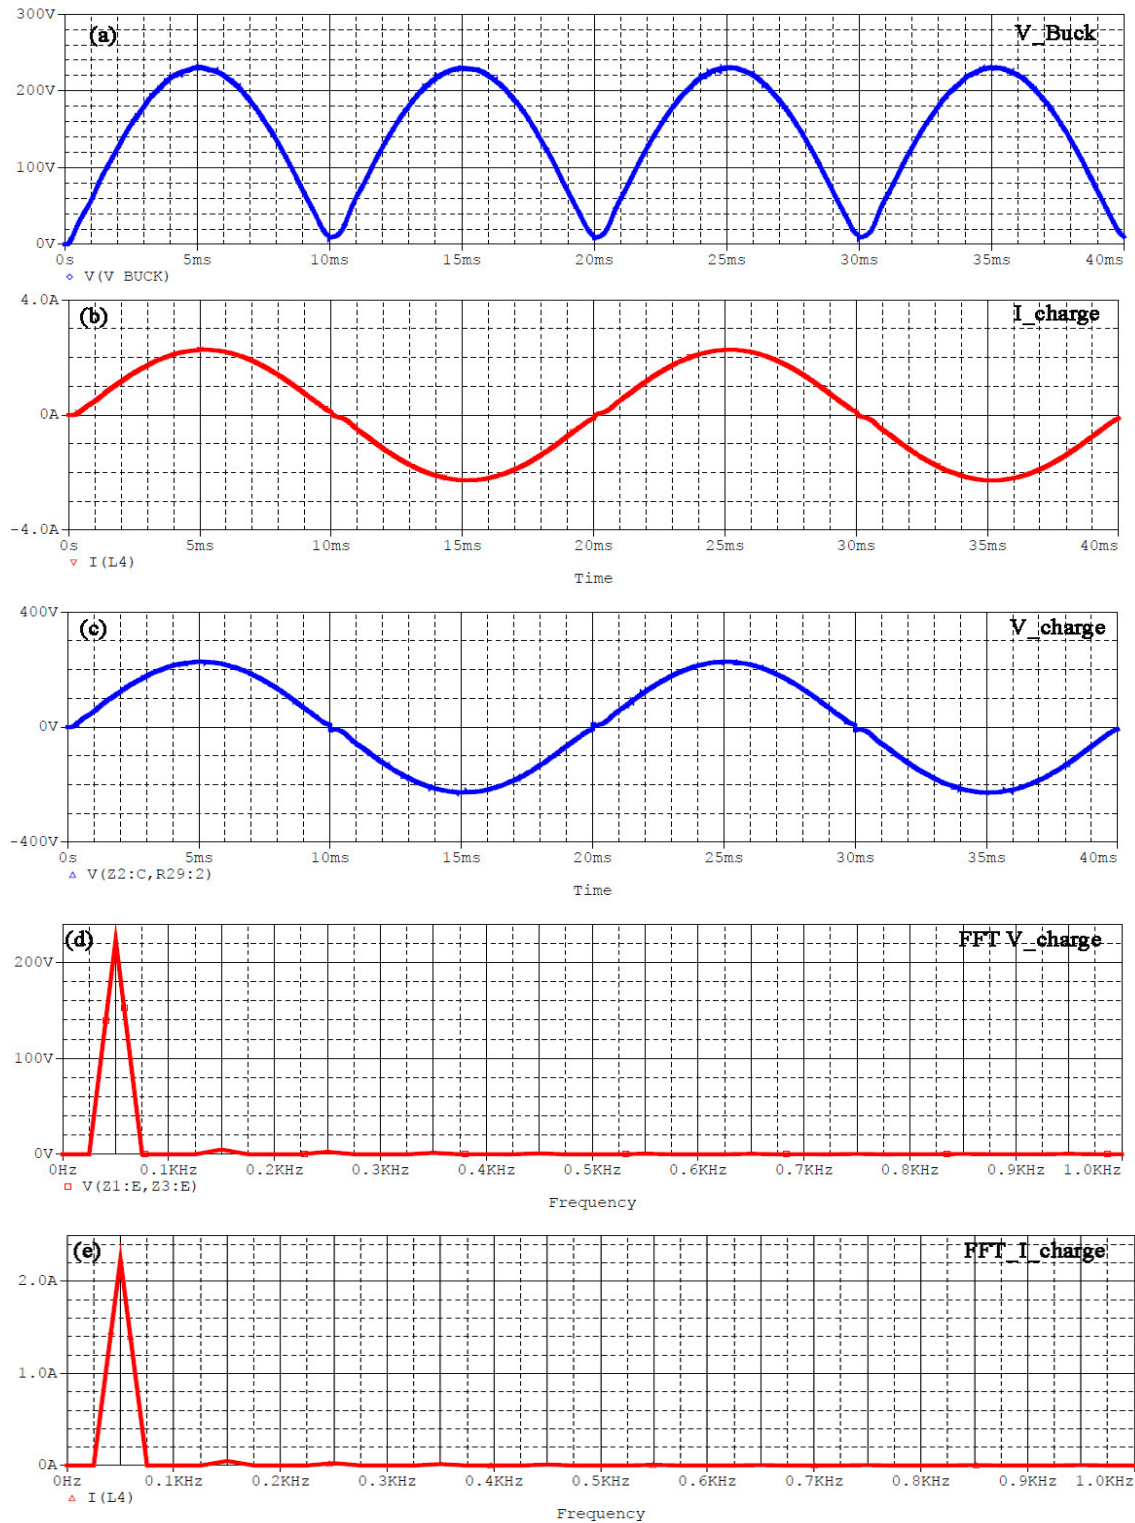 300V
(a)
V_Buck
200V
100V
0V
0s 5ms 10ms 15ms 20ms 25ms 30ms 35ms 40ms
V(V BUCK)
4.0A
(b)
I_charge
0A
-4.0A
0s 5ms 10ms 15ms 20ms 25ms 30ms 35ms 40ms
I(L4)
Time
400V
(c)
V_charge
0V
-400V
0s 5ms 10ms 15ms 20ms 25ms 30ms 35ms 40ms
V(Z2:C,R29:2)
Time
(d)
FFT V_charge
200V
100V
0V
0Hz 0.1KHz 0.2KHz 0.3KHz 0.4KHz 0.5KHz 0.6KHz 0.7KHz 0.8KHz 0.9KHz 1.0KHz
V(Z1:E,Z3:E)
Frequency
(e)
FFT_I_charge
2.0A
1.0A
0A
0Hz 0.1KHz 0.2KHz 0.3KHz 0.4KHz 0.5KHz 0.6KHz 0.7KHz 0.8KHz 0.9KHz 1.0KHz
I(L4)
Frequency